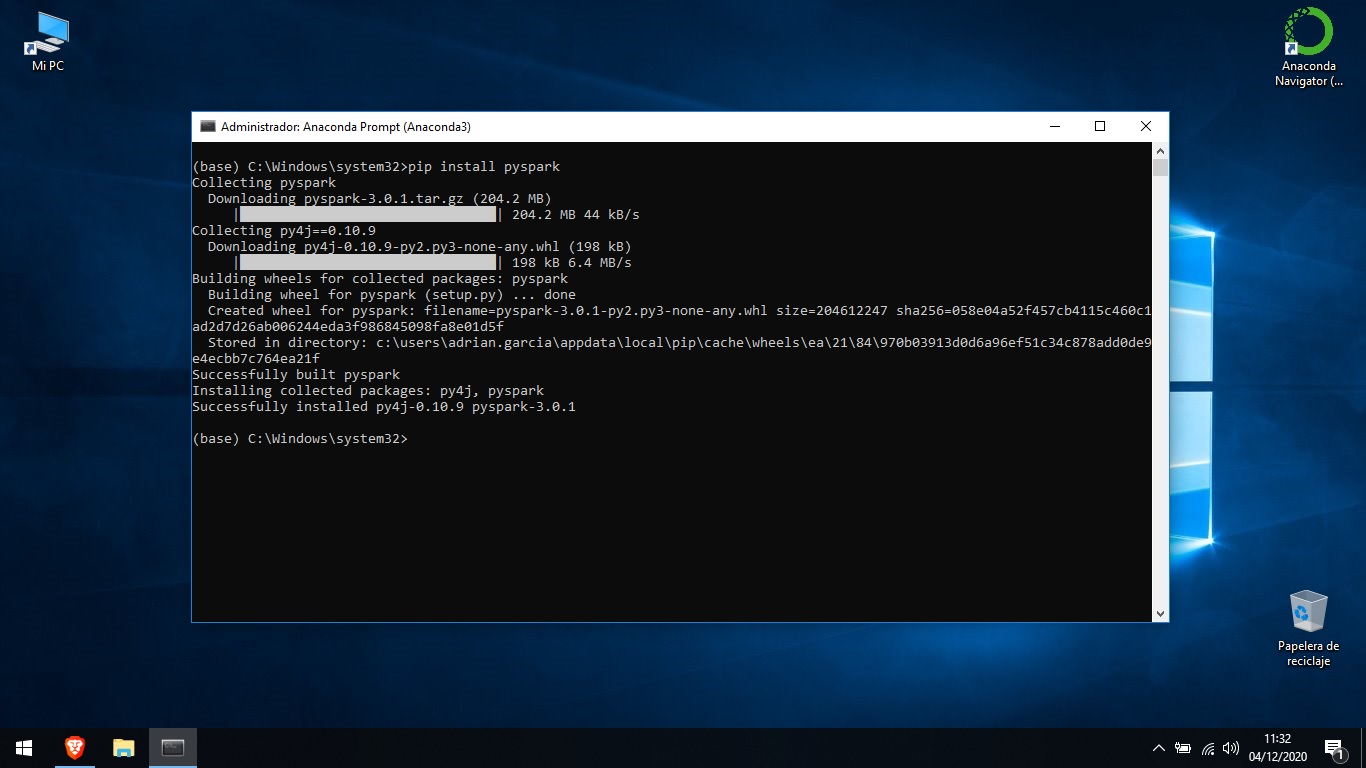 Mi PC
Anaconda
Navigator (...
Administrador: Anaconda Prompt (Anaconda3)
(base) C:\Windows\system32>pip install pyspark
Collecting pyspark
  Downloading pyspark-3.0.1.tar.gz (204.2 MB)
     |████████████████████████████████| 204.2 MB 44 kB/s
Collecting py4j==0.10.9
  Downloading py4j-0.10.9-py2.py3-none-any.whl (198 kB)
     |████████████████████████████████| 198 kB 6.4 MB/s
Building wheels for collected packages: pyspark
  Building wheel for pyspark (setup.py) ... done
  Created wheel for pyspark: filename=pyspark-3.0.1-py2.py3-none-any.whl size=204612247 sha256=058e04a52f457cb4115c460c1
ad2d7d26ab006244eda3f986845098fa8e01d5f
  Stored in directory: c:\users\adrian.garcia\appdata\local\pip\cache\wheels\ea\21\84\970b03913d0d6a96ef51c34c878add0de9
e4ecbb7c764ea21f
Successfully built pyspark
Installing collected packages: py4j, pyspark
Successfully installed py4j-0.10.9 pyspark-3.0.1
(base) C:\Windows\system32>
Papelera de
reciclaje
11:32
04/12/2020
1